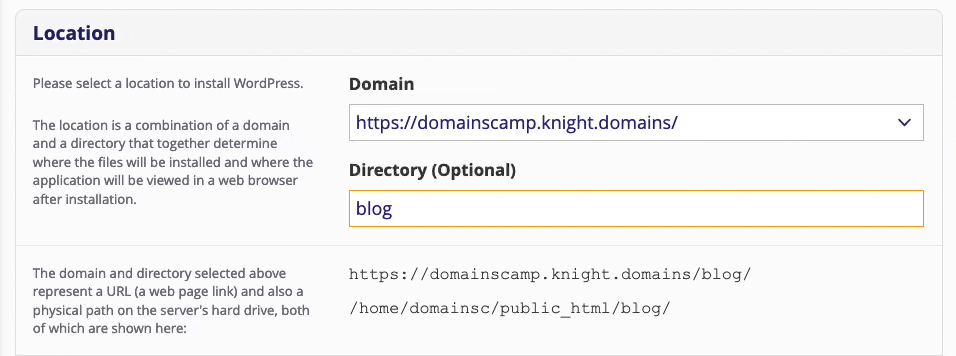 Location
Please select a location to install WordPress.
The location is a combination of a domain
and a directory that together determine
where the files will be installed and where the
application will be viewed in a web browser
after installation.
Domain
https://domainscamp.knight.domains/
Directory (Optional)
blog
The domain and directory selected above
represent a URL (a web page link) and also a
physical path on the server's hard drive, both
of which are shown here:
https://domainscamp.knight.domains/blog/
/home/domainsc/public_html/blog/